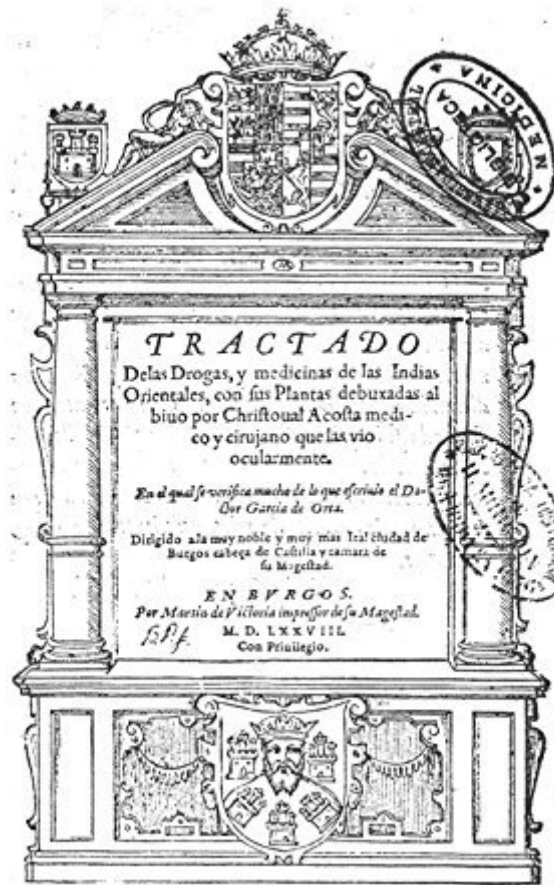 TRACTADO
Delas Drogas, y medicinas de las Indias
Orientales, con sus Plantas debuxadas al
biuo por Christoual Acosta medi-
co y cirujano que las vio
ocularmente.
En el qual se verifica mucho de lo que escriuio el Do-
ctor Garcia de Orta.
Dirigido a la muy noble y muy mas leal ciudad de
Burgos cabeça de Castilla y camara de
su Magestad.
EN BVRGOS.
Por Martin de Victoria impressor de su Magestad.
M. D. LXXVIII.
Con Priuilegio.
BIBLIOTECA
MEDICINA